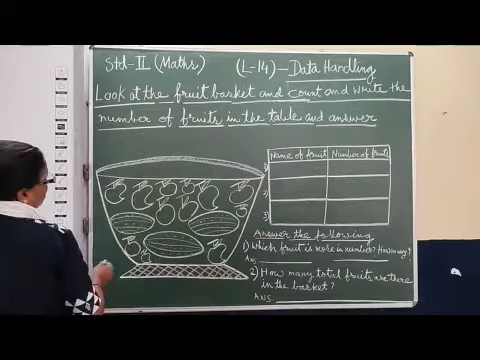 Std-II (Maths) (L-14)-Data Handling
Look at the fruit basket and count and write the
number of fruits in the table and answer
Name of fruit Number of fruits
1)
2)
3)
Answer the following
1) Which fruit is more in number? How many?
Ans
2) How many total fruits are there
in the basket?
Ans